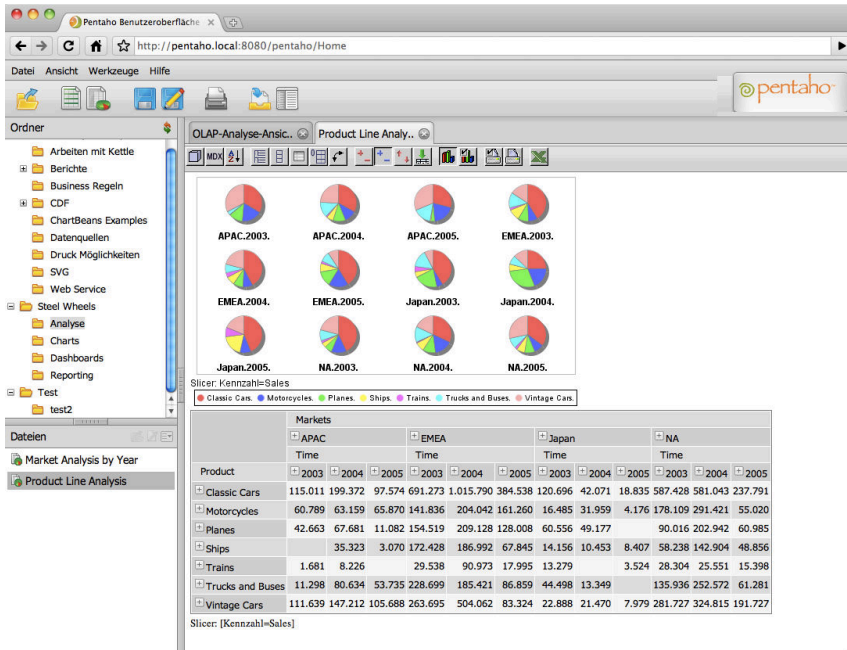 Pentaho Benutzeroberfläche
http://pentaho.local:8080/pentaho/Home
Datei Ansicht Werkzeuge Hilfe
pentaho
Ordner
OLAP-Analyse-Ansic.. Product Line Analy..
MDX
Arbeiten mit Kettle
Berichte
Business Regeln
CDF
ChartBeans Examples
Datenquellen
Druck Möglichkeiten
SVG
Web Service
Steel Wheels
Analyse
Charts
Dashboards
Reporting
Test
test2
Dateien
Market Analysis by Year
Product Line Analysis
APAC.2003. APAC.2004. APAC.2005. EMEA.2003.
EMEA.2004. EMEA.2005. Japan.2003. Japan.2004.
Japan.2005. NA.2003. NA.2004. NA.2005.
Slicer: Kennzahl=Sales
Classic Cars. Motorcycles. Planes. Ships. Trains. Trucks and Buses. Vintage Cars.
Markets
APAC EMEA Japan NA
Time Time Time Time
Product 2003 2004 2005 2003 2004 2005 2003 2004 2005 2003 2004 2005
Classic Cars 115.011 199.372 97.574 691.273 1.015.790 384.538 120.696 42.071 18.835 587.428 581.043 237.791
Motorcycles 60.789 63.159 65.870 141.836 204.042 161.260 16.485 31.959 4.176 178.109 291.421 55.020
Planes 42.663 67.681 11.082 154.519 209.128 128.008 60.556 49.177 90.016 202.942 60.985
Ships 35.323 3.070 172.428 186.992 67.845 14.156 10.453 8.407 58.238 142.904 48.856
Trains 1.681 8.226 29.538 90.973 17.995 13.279 3.524 28.304 25.551 15.398
Trucks and Buses 11.298 80.634 53.735 228.699 185.421 86.859 44.498 13.349 135.936 252.572 61.281
Vintage Cars 111.639 147.212 105.688 263.695 504.062 83.324 22.888 21.470 7.979 281.727 324.815 191.727
Slicer: [Kennzahl=Sales]